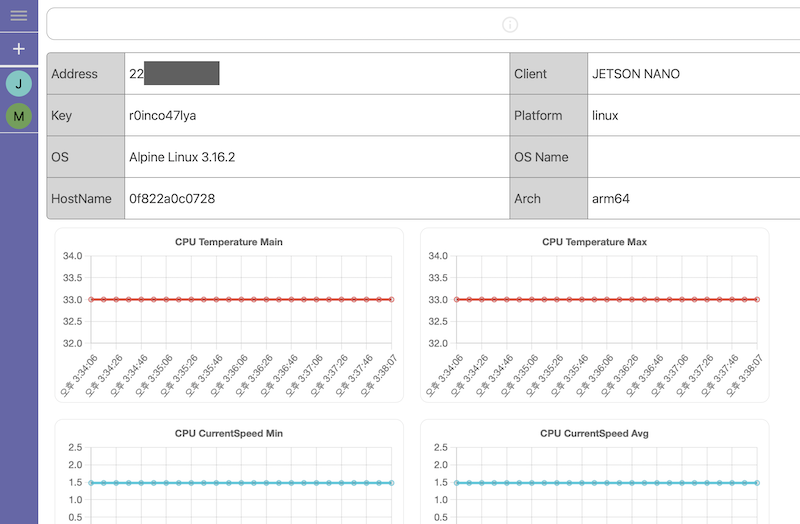 Address 22 Client JETSON NANO
J
Key r0inco47lya Platform linux
M
OS Alpine Linux 3.16.2 OS Name
HostName 0f822a0c0728 Arch arm64
CPU Temperature Main
34.0
33.5
33.0
32.5
32.0
오후 3:34:06 오후 3:34:26 오후 3:34:46 오후 3:35:06 오후 3:35:26 오후 3:35:46 오후 3:36:06 오후 3:36:26 오후 3:36:46 오후 3:37:06 오후 3:37:26 오후 3:37:46 오후 3:38:07
CPU Temperature Max
34.0
33.5
33.0
32.5
32.0
오후 3:34:06 오후 3:34:26 오후 3:34:46 오후 3:35:06 오후 3:35:26 오후 3:35:46 오후 3:36:06 오후 3:36:26 오후 3:36:46 오후 3:37:06 오후 3:37:26 오후 3:37:46 오후 3:38:07
CPU CurrentSpeed Min
2.5
2.0
1.5
1.0
0.5
CPU CurrentSpeed Avg
2.5
2.0
1.5
1.0
0.5